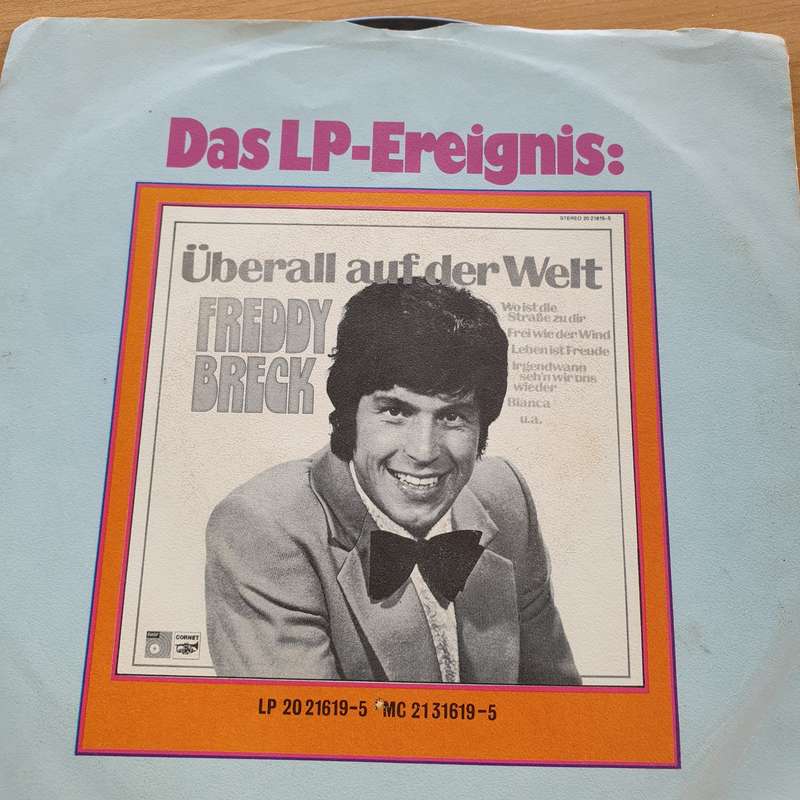 Das LP-Ereignis:
STEREO 20 21619-5
Überall auf der Welt
FREDDY
BRECK
Wo ist die
Straße zu dir
Frei wie der Wind
Leben ist Freude
Irgendwann
seh'n wir uns
wieder
Bianca
u.a.
BASF
CORNET
LP 20 21619-5 *MC 21 31619-5